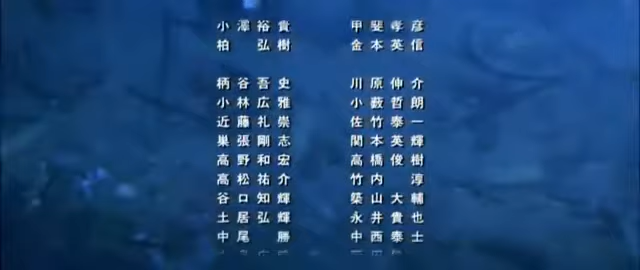 小澤裕貴 甲斐孝彦
柏 弘樹 金本英信
柄谷吾史 川原伸介
小林広雅 小薮哲朗
近藤礼崇 佐竹泰一
巣張剛志 関本英輝
高野和宏 高橋俊樹
高松祐介 竹内 淳
谷口知輝 築山大輔
土居弘輝 永井貴也
中尾 勝 中西泰士